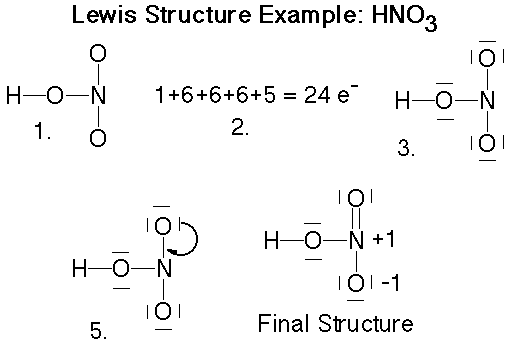 Lewis Structure Example: HNO3
O
H—O—N
O
1.
1+6+6+6+5 = 24 e-
2.
O
H—O—N
O
3.
O
H—O—N
O
5.
O
H—O—N +1
O -1
Final Structure